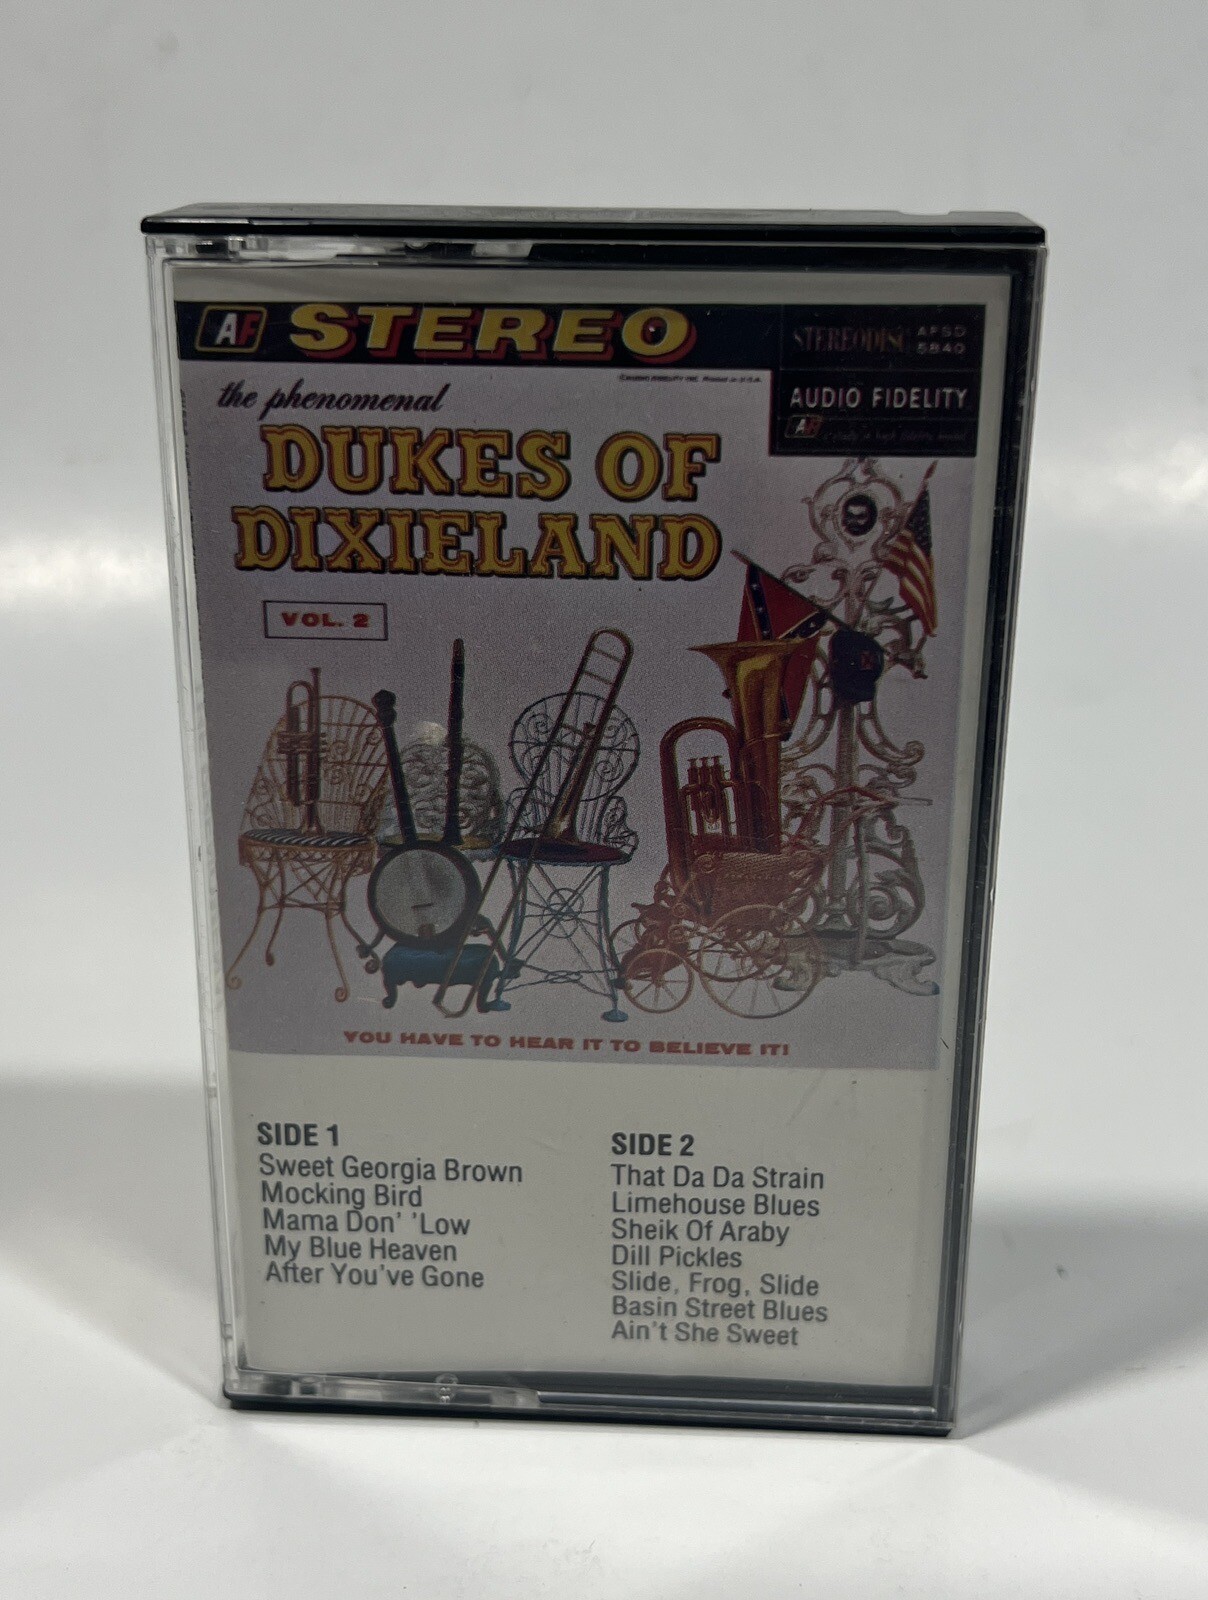 AF STEREO
STEREODISC AFSD
5840
AUDIO FIDELITY
AF
the phenomenal
DUKES OF
DIXIELAND
VOL. 2
YOU HAVE TO HEAR IT TO BELIEVE IT!
SIDE 1
Sweet Georgia Brown
Mocking Bird
Mama Don' 'Low
My Blue Heaven
After You've Gone
SIDE 2
That Da Da Strain
Limehouse Blues
Sheik Of Araby
Dill Pickles
Slide, Frog, Slide
Basin Street Blues
Ain't She Sweet